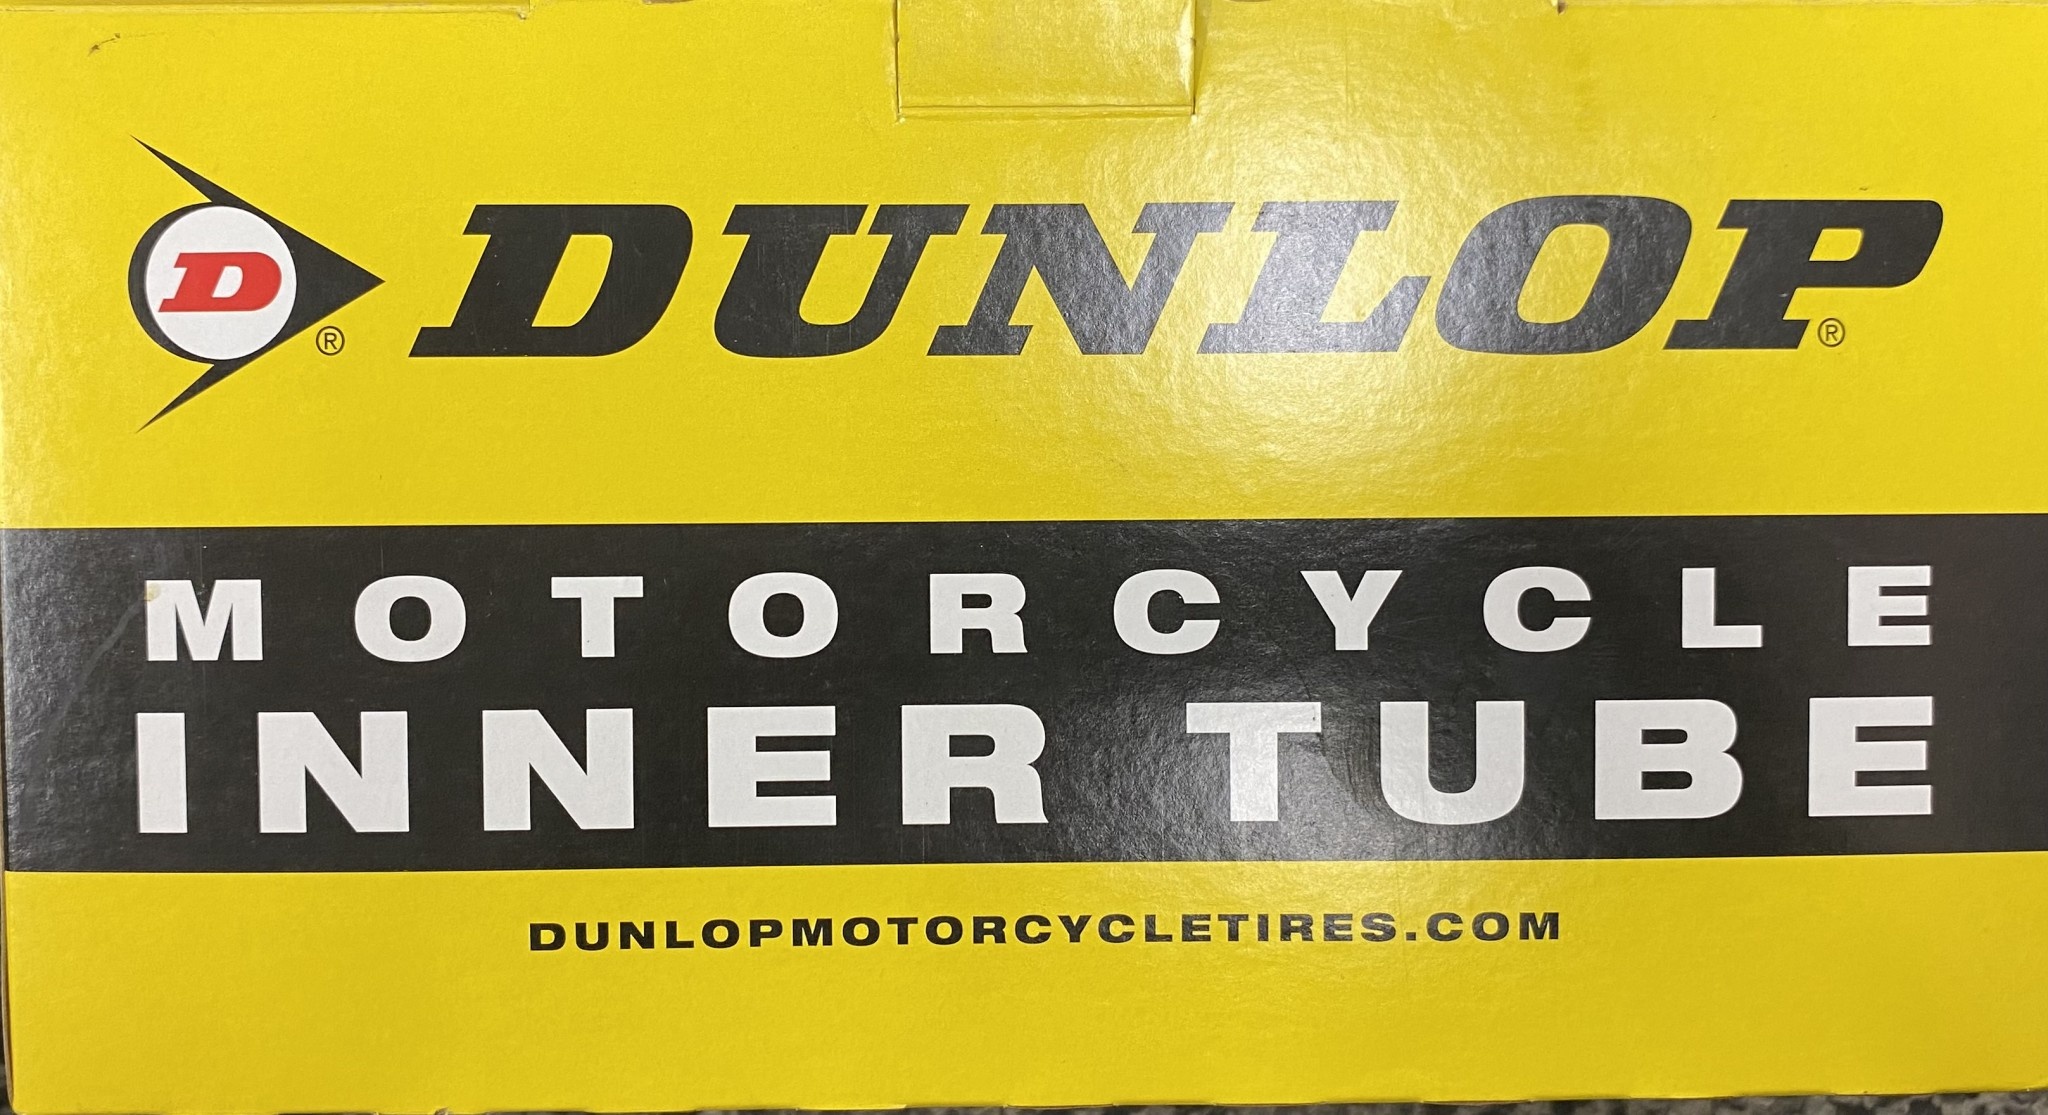 D ® DUNLOP®
MOTORCYCLE
INNER TUBE
DUNLOPMOTORCYCLETIRES.COM